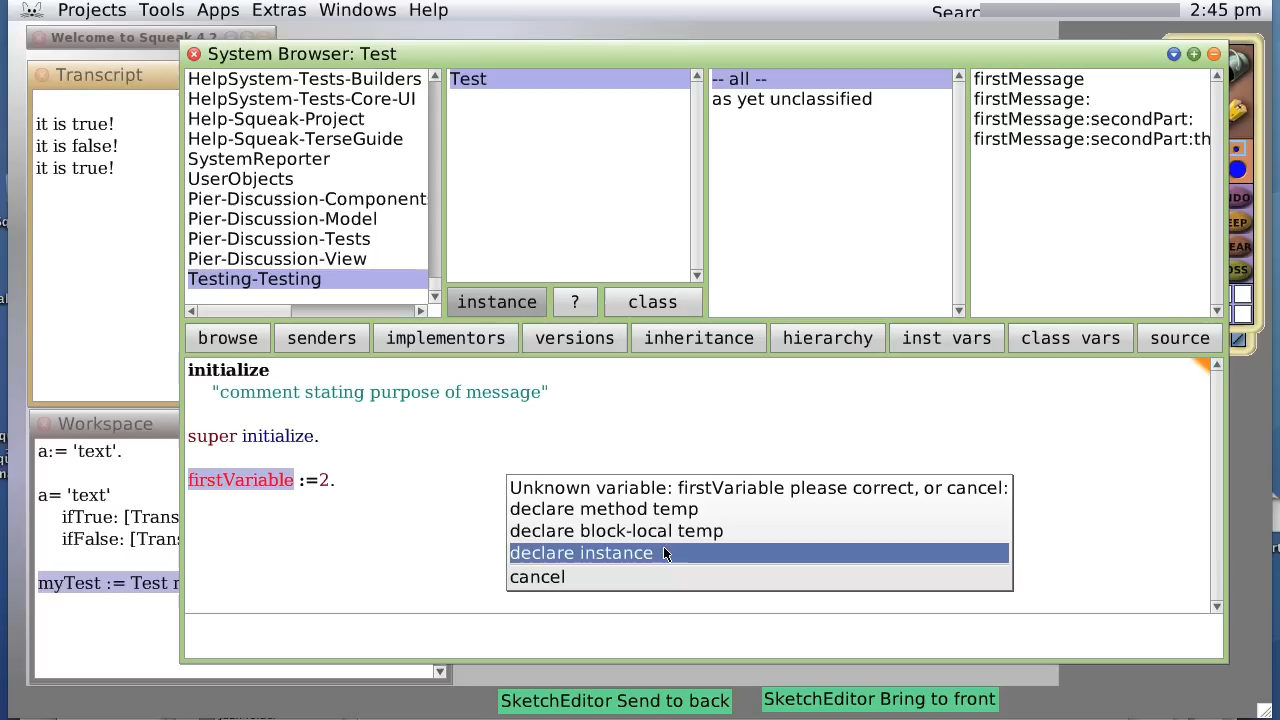 Projects Tools Apps Extras Windows Help
Searc
2:45 pm
Welcome to Squeak 4.2
System Browser: Test
Transcript
it is true!
it is false!
it is true!
HelpSystem-Tests-Builders
HelpSystem-Tests-Core-UI
Help-Squeak-Project
Help-Squeak-TerseGuide
SystemReporter
UserObjects
Pier-Discussion-Component
Pier-Discussion-Model
Pier-Discussion-Tests
Pier-Discussion-View
Testing-Testing
Test
instance ? class
-- all --
as yet unclassified
firstMessage
firstMessage:
firstMessage:secondPart:
firstMessage:secondPart:th
browse senders implementors versions inheritance hierarchy inst vars class vars source
initialize
"comment stating purpose of message"
super initialize.
firstVariable :=2.
Unknown variable: firstVariable please correct, or cancel:
declare method temp
declare block-local temp
declare instance
cancel
Workspace
a:= 'text'.
a= 'text'
ifTrue: [Trans
ifFalse: [Trans
myTest := Test n
SketchEditor Send to back
SketchEditor Bring to front